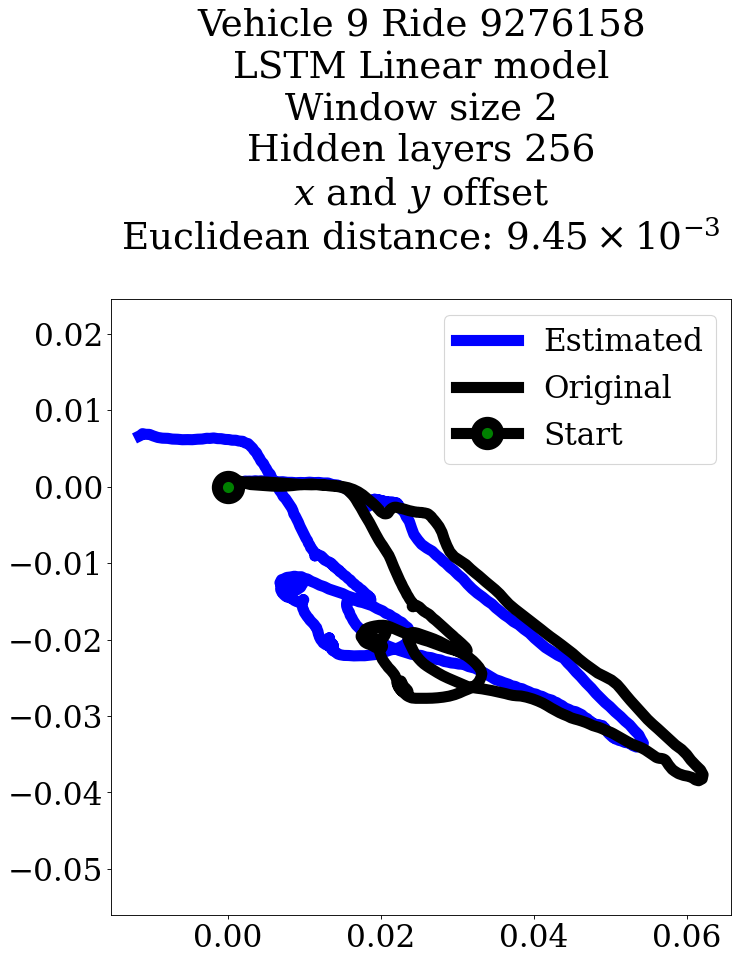 Vehicle 9 Ride 9276158
LSTM Linear model
Window size 2
Hidden layers 256
x and y offset
Euclidean distance: 9.45 × 10⁻³
Estimated
Original
Start
0.02
0.01
0.00
−0.01
−0.02
−0.03
−0.04
−0.05
0.00 0.02 0.04 0.06